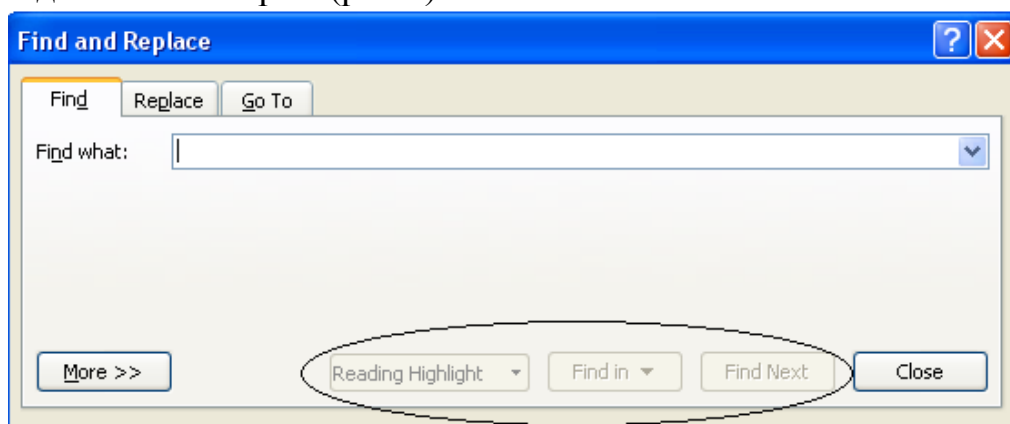 Find and Replace
Find Replace Go To
Find what:
More >> Reading Highlight Find in Find Next Close